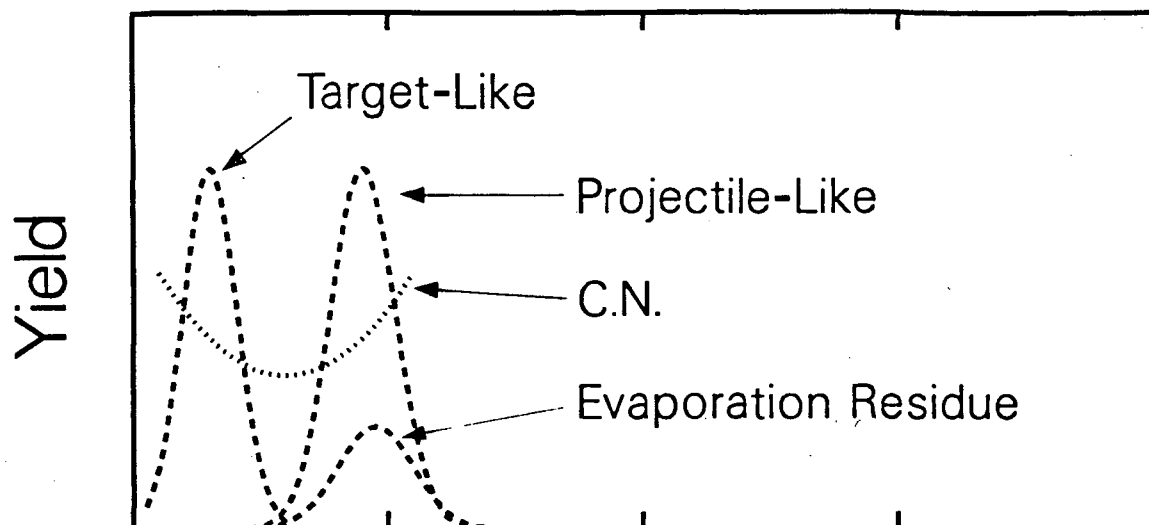 Target-Like
Projectile-Like
C.N.
Evaporation Residue
Yield